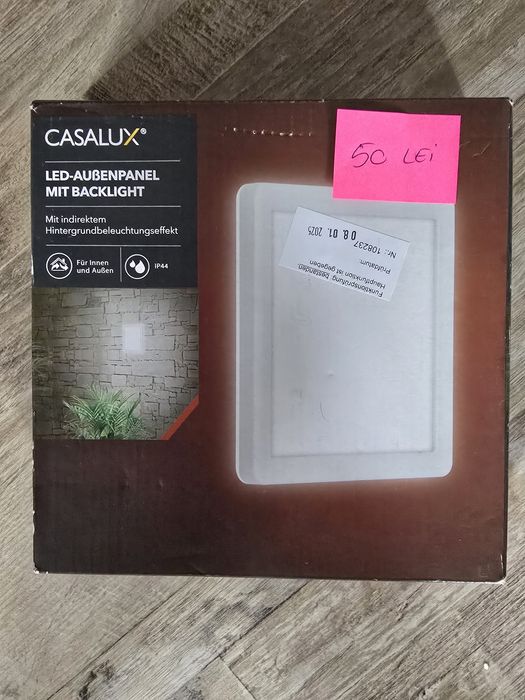 CASALUX®
LED-AUßENPANEL
MIT BACKLIGHT
Mit indirektem
Hintergrundbeleuchtungseffekt
Für Innen
und Außen
IP44
50 LEi
Funktionsprüfung: bestanden.
Hauptfunktion ist gegeben
Prüfdatum: 08. 01. 2025
Nr.: 108237